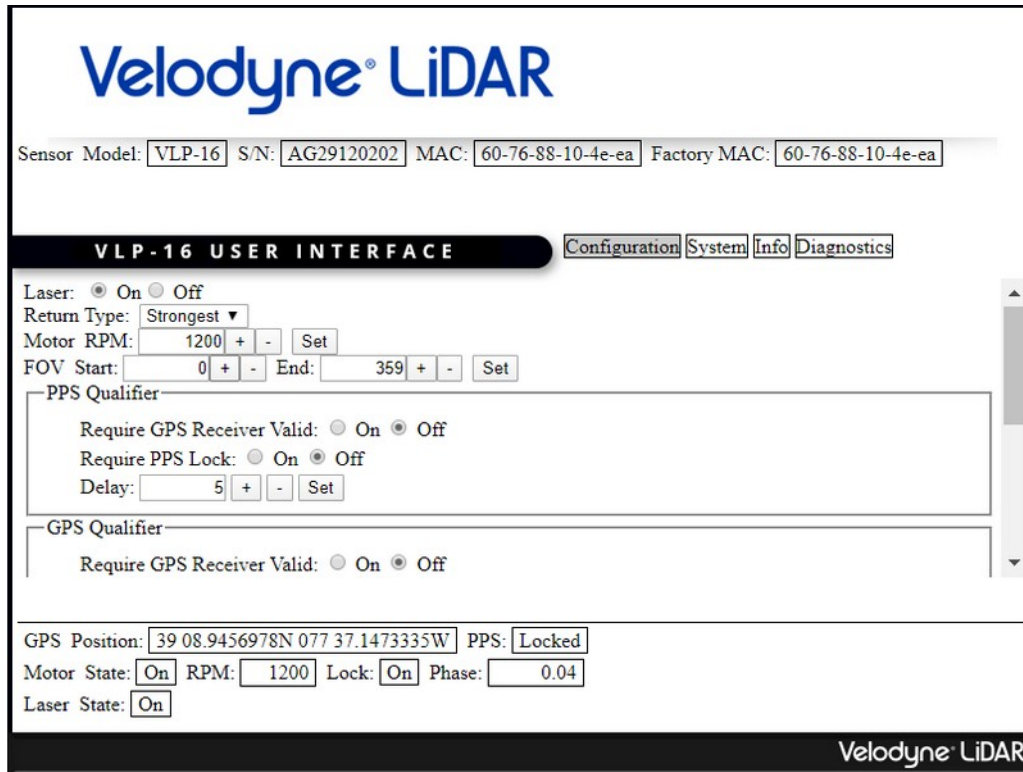 Velodyne® LiDAR
Sensor Model: VLP-16 S/N: AG29120202 MAC: 60-76-88-10-4e-ea Factory MAC: 60-76-88-10-4e-ea
VLP-16 USER INTERFACE Configuration System Info Diagnostics
Laser: On Off
Return Type: Strongest
Motor RPM: 1200 + - Set
FOV Start: 0 + - End: 359 + - Set
PPS Qualifier
Require GPS Receiver Valid: On Off
Require PPS Lock: On Off
Delay: 5 + - Set
GPS Qualifier
Require GPS Receiver Valid: On Off
GPS Position: 39 08.9456978N 077 37.1473335W PPS: Locked
Motor State: On RPM: 1200 Lock: On Phase: 0.04
Laser State: On
Velodyne LiDAR